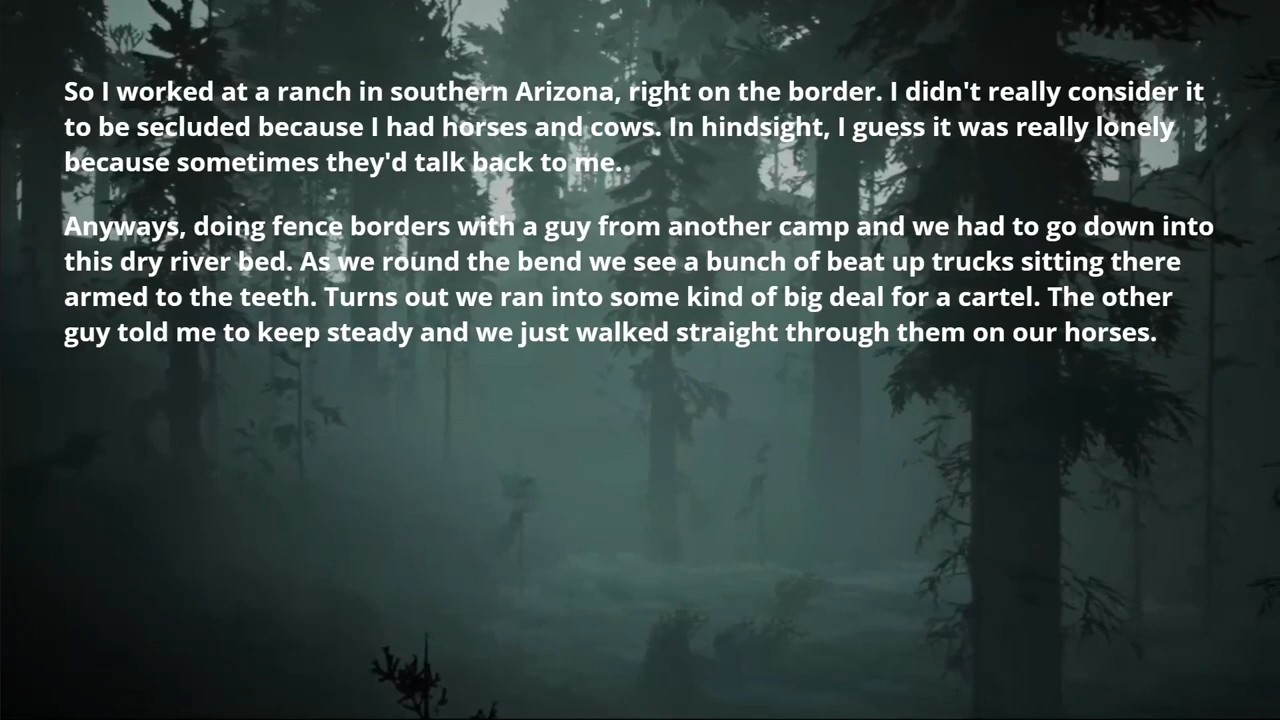 So I worked at a ranch in southern Arizona, right on the border. I didn't really consider it
to be secluded because I had horses and cows. In hindsight, I guess it was really lonely
because sometimes they'd talk back to me.
Anyways, doing fence borders with a guy from another camp and we had to go down into
this dry river bed. As we round the bend we see a bunch of beat up trucks sitting there
armed to the teeth. Turns out we ran into some kind of big deal for a cartel. The other
guy told me to keep steady and we just walked straight through them on our horses.